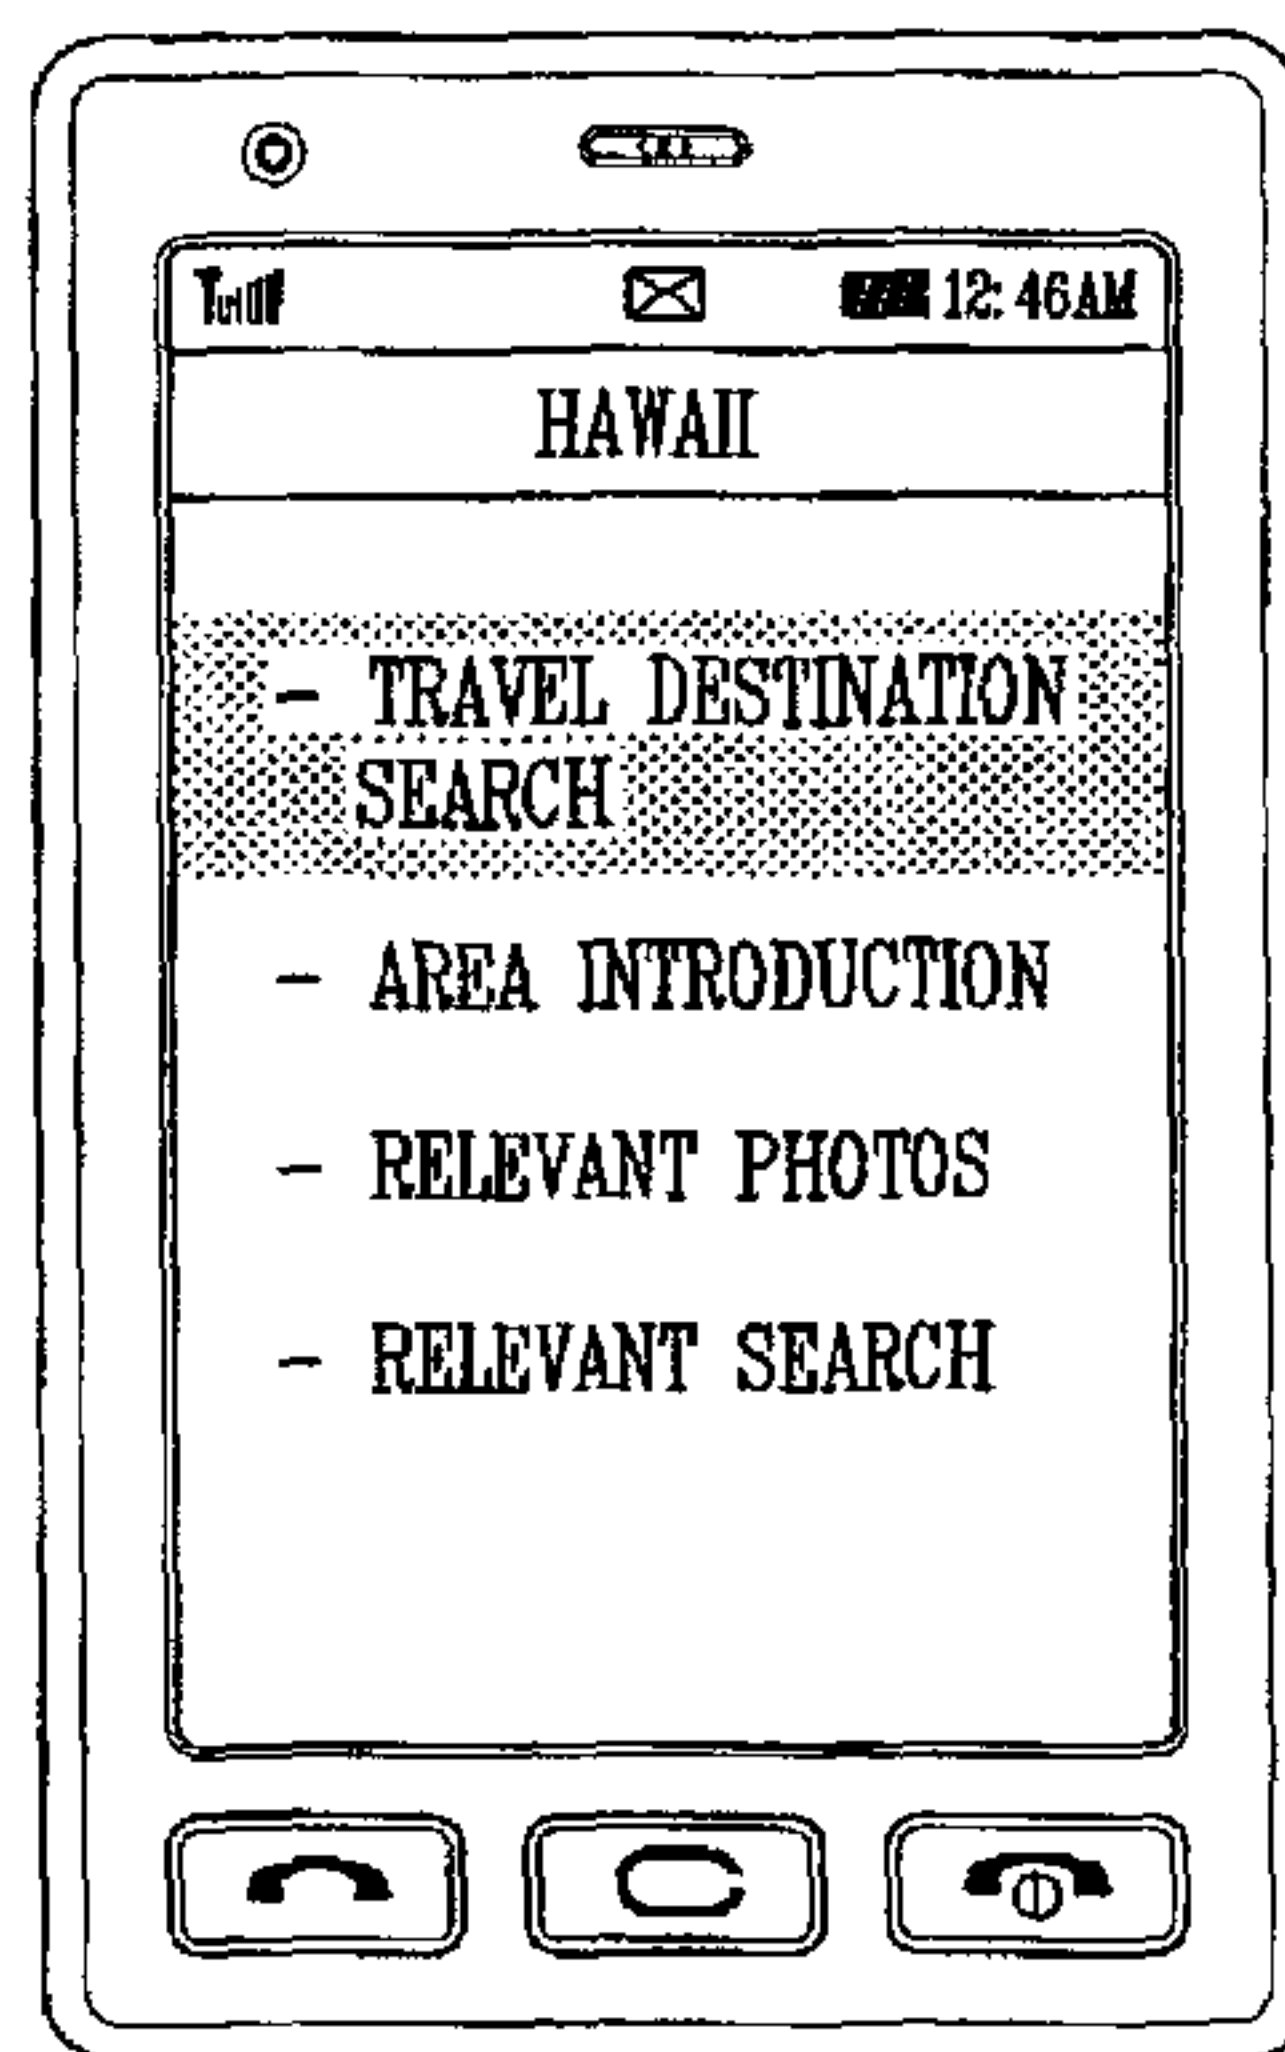 12:46AM
HAWAII
- TRAVEL DESTINATION
SEARCH
- AREA INTRODUCTION
- RELEVANT PHOTOS
- RELEVANT SEARCH